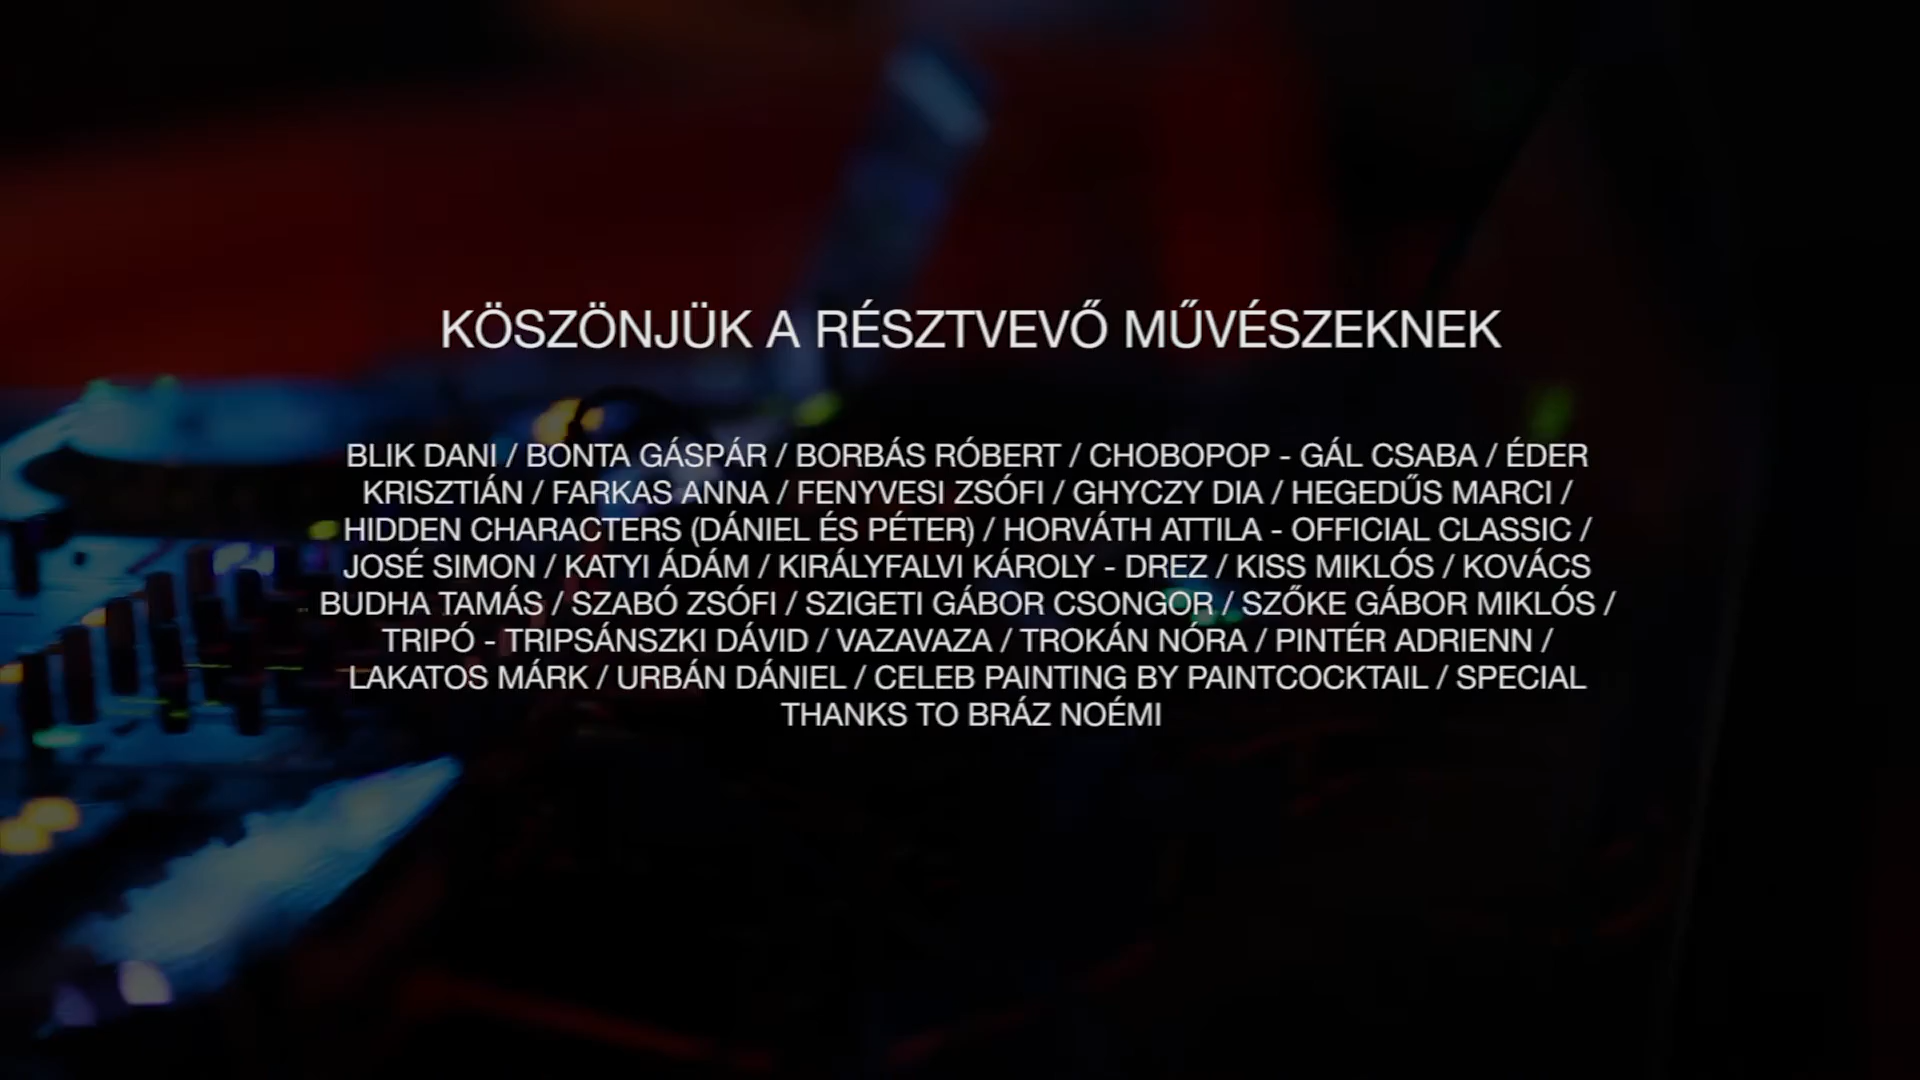 KÖSZÖNJÜK A RÉSZTVEVŐ MŰVÉSZEKNEK
BLIK DANI / BONTA GÁSPÁR / BORBÁS RÓBERT / CHOBOPOP - GÁL CSABA / ÉDER
KRISZTIÁN / FARKAS ANNA / FENYVESI ZSÓFI / GHYCZY DIA / HEGEDŰS MARCI /
HIDDEN CHARACTERS (DÁNIEL ÉS PÉTER) / HORVÁTH ATTILA - OFFICIAL CLASSIC /
JOSÉ SIMON / KATYI ÁDÁM / KIRÁLYFALVI KÁROLY - DREZ / KISS MIKLÓS / KOVÁCS
BUDHA TAMÁS / SZABÓ ZSÓFI / SZIGETI GÁBOR CSONGOR / SZŐKE GÁBOR MIKLÓS /
TRIPÓ - TRIPSÁNSZKI DÁVID / VAZAVAZA / TROKÁN NÓRA / PINTÉR ADRIENN /
LAKATOS MÁRK / URBÁN DÁNIEL / CELEB PAINTING BY PAINTCOCKTAIL / SPECIAL
THANKS TO BRÁZ NOÉMI